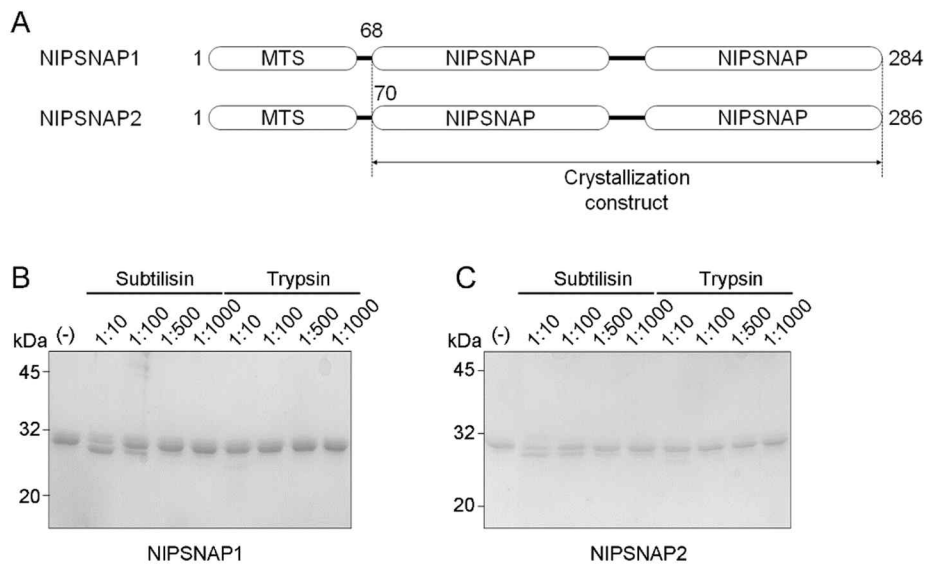 A
68
NIPSNAP1 1 MTS NIPSNAP NIPSNAP 284
70
NIPSNAP2 1 MTS NIPSNAP NIPSNAP 286
Crystallization
construct
B
Subtilisin Trypsin
kDa (-) 1:10 1:100 1:500 1:1000 1:10 1:100 1:500 1:1000
45
32
20
NIPSNAP1
C
Subtilisin Trypsin
kDa (-) 1:10 1:100 1:500 1:1000 1:10 1:100 1:500 1:1000
45
32
20
NIPSNAP2